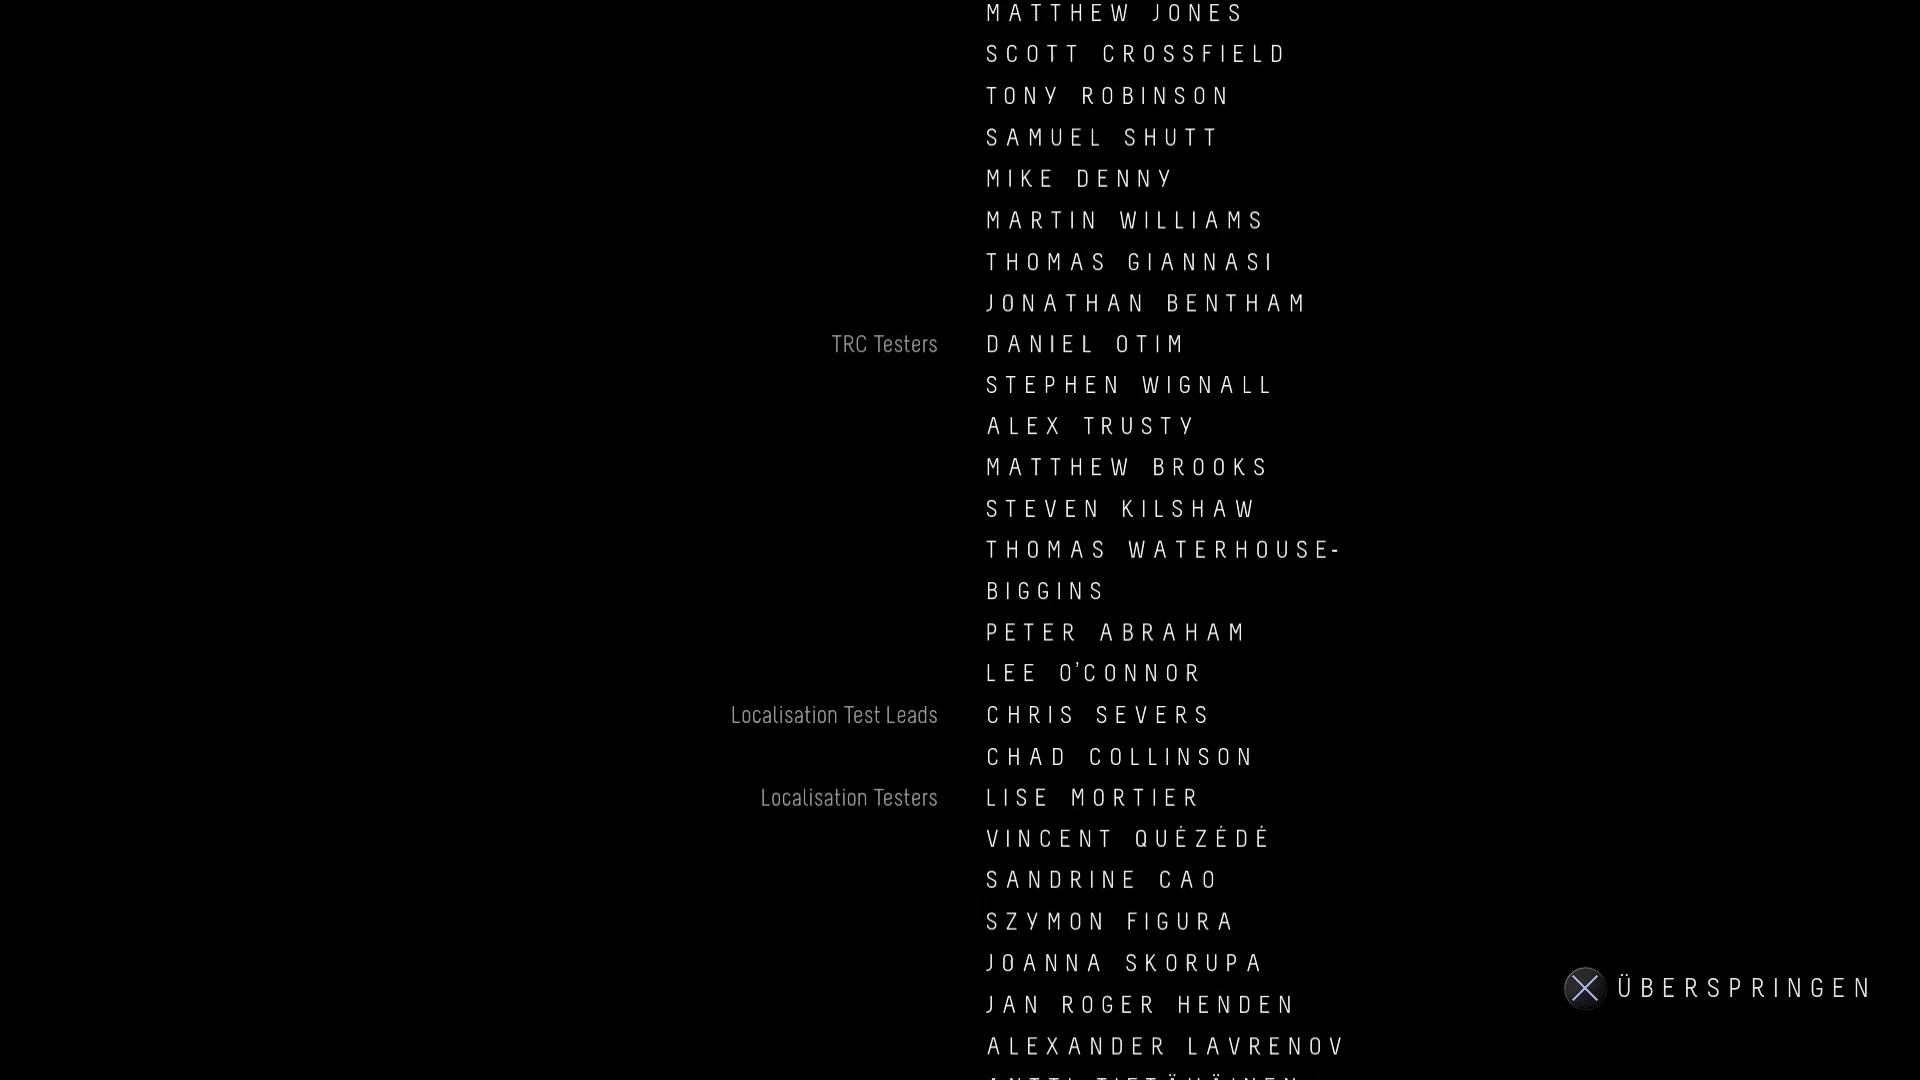 MATTHEW JONES
SCOTT CROSSFIELD
TONY ROBINSON
SAMUEL SHUTT
MIKE DENNY
MARTIN WILLIAMS
THOMAS GIANNASI
JONATHAN BENTHAM
TRC Testers DANIEL OTIM
STEPHEN WIGNALL
ALEX TRUSTY
MATTHEW BROOKS
STEVEN KILSHAW
THOMAS WATERHOUSE-
BIGGINS
PETER ABRAHAM
LEE O'CONNOR
Localisation Test Leads CHRIS SEVERS
CHAD COLLINSON
Localisation Testers LISE MORTIER
VINCENT QUÉZÉDÉ
SANDRINE CAO
SZYMON FIGURA
JOANNA SKORUPA
JAN ROGER HENDEN
ÜBERSPRINGEN
ALEXANDER LAVRENOV